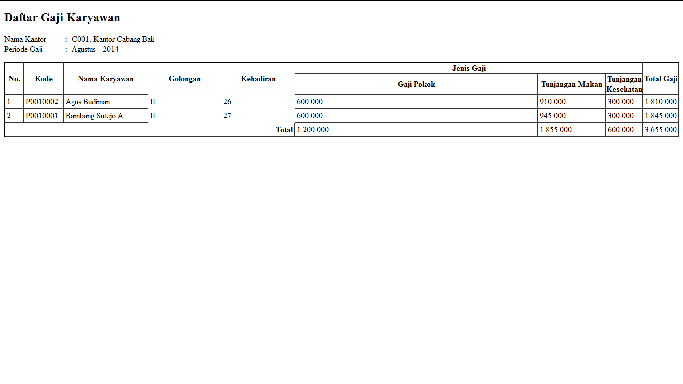 Daftar Gaji Karyawan
Nama Kantor : C001. Kantor Cabang Bali
Periode Gaji : Agustus - 2014
No. Kode Nama Karyawan Golongan Kehadiran Jenis Gaji Total Gaji
Gaji Pokok Tunjangan Makan Tunjangan Kesehatan
1 P0010002 Agus Budiman II 26 600.000 910.000 300.000 1.810.000
2 P0010001 Bambang Sutejo A II 27 600.000 945.000 300.000 1.845.000
Total 1.200.000 1.855.000 600.000 3.655.000